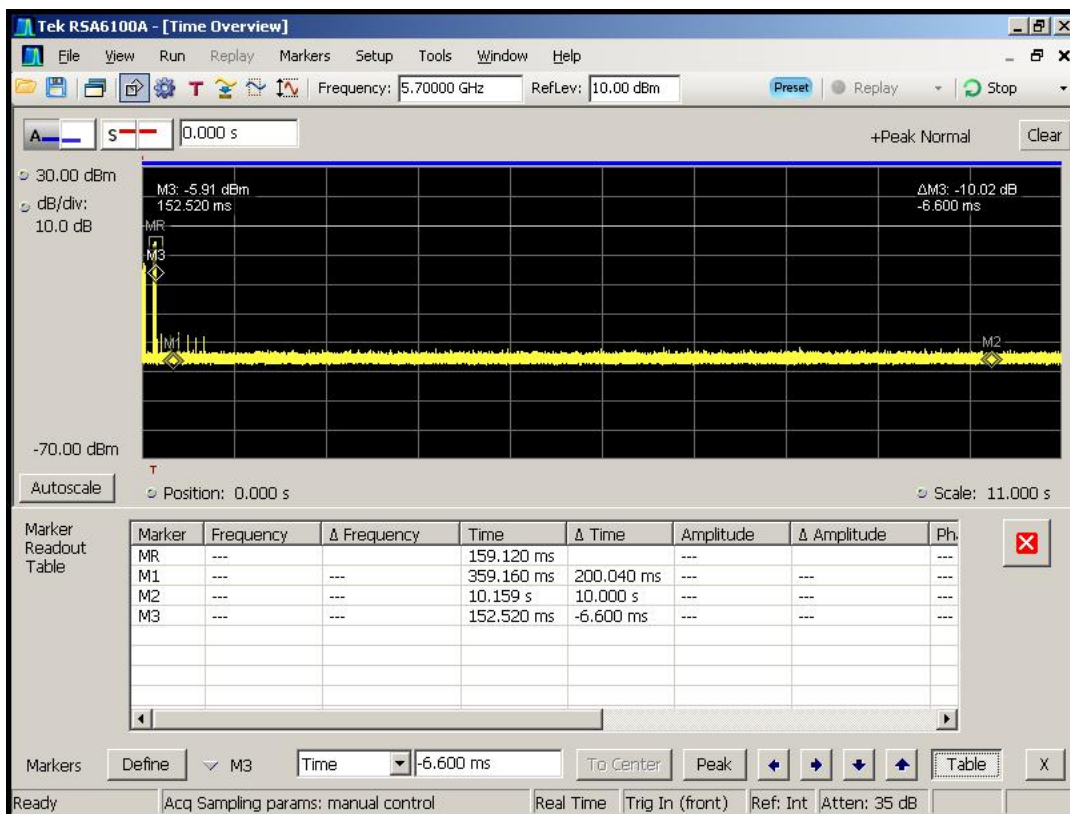 Tek RSA6100A - [Time Overview]
File View Run Replay Markers Setup Tools Window Help
T Frequency: 5.70000 GHz RefLev: 10.00 dBm Preset Replay Stop
A S 0.000 s +Peak Normal Clear
30.00 dBm
dB/div:
10.0 dB
M3: -5.91 dBm
152.520 ms
ΔM3: -10.02 dB
-6.600 ms
MR
M3
M1
M2
-70.00 dBm
T
Autoscale Position: 0.000 s Scale: 11.000 s
Marker
Readout
Table
Marker Frequency Δ Frequency Time Δ Time Amplitude Δ Amplitude Ph
MR --- 159.120 ms --- ---
M1 --- --- 359.160 ms 200.040 ms --- --- ---
M2 --- --- 10.159 s 10.000 s --- --- ---
M3 --- --- 152.520 ms -6.600 ms --- --- ---
Markers Define M3 Time -6.600 ms To Center Peak Table X
Ready Acq Sampling params: manual control Real Time Trig In (front) Ref: Int Atten: 35 dB